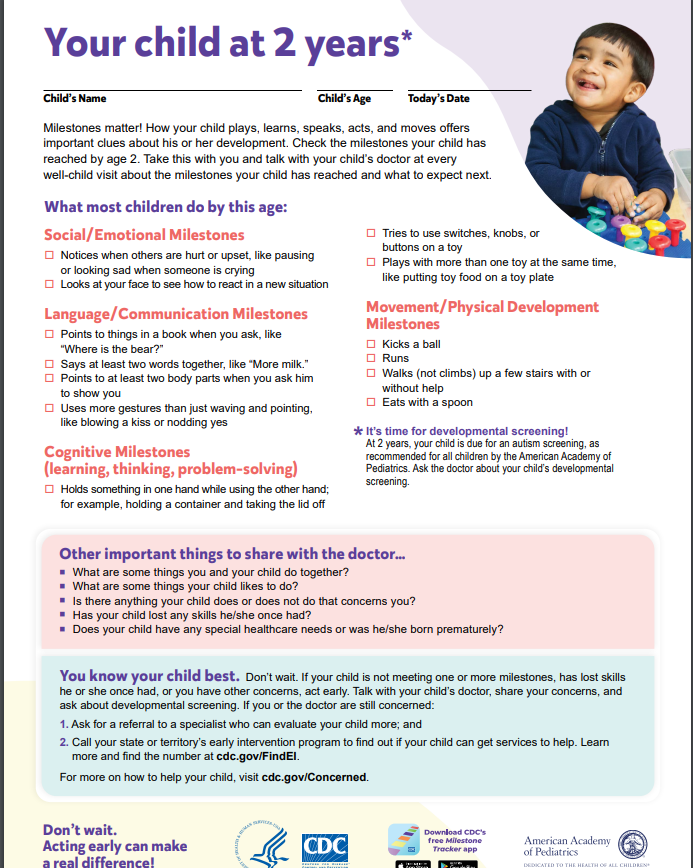 Your child at 2 years*
Child's Name
Child's Age
Today's Date
Milestones matter! How your child plays, learns, speaks, acts, and moves offers
important clues about his or her development. Check the milestones your child has
reached by age 2. Take this with you and talk with your child's doctor at every
well-child visit about the milestones your child has reached and what to expect next.
What most children do by this age:
Social/Emotional Milestones
Notices when others are hurt or upset, like pausing
or looking sad when someone is crying
Looks at your face to see how to react in a new situation
Language/Communication Milestones
Points to things in a book when you ask, like
“Where is the bear?”
Says at least two words together, like “More milk.”
Points to at least two body parts when you ask him
to show you
Uses more gestures than just waving and pointing,
like blowing a kiss or nodding yes
Cognitive Milestones
(learning, thinking, problem-solving)
Holds something in one hand while using the other hand;
for example, holding a container and taking the lid off
Tries to use switches, knobs, or
buttons on a toy
Plays with more than one toy at the same time,
like putting toy food on a toy plate
Movement/Physical Development
Milestones
Kicks a ball
Runs
Walks (not climbs) up a few stairs with or
without help
Eats with a spoon
* It's time for developmental screening!
At 2 years, your child is due for an autism screening, as
recommended for all children by the American Academy of
Pediatrics. Ask the doctor about your child's developmental
screening.
Other important things to share with the doctor…
What are some things you and your child do together?
What are some things your child likes to do?
Is there anything your child does or does not do that concerns you?
Has your child lost any skills he/she once had?
Does your child have any special healthcare needs or was he/she born prematurely?
You know your child best. Don't wait. If your child is not meeting one or more milestones, has lost skills
he or she once had, or you have other concerns, act early. Talk with your child's doctor, share your concerns, and
ask about developmental screening. If you or the doctor are still concerned:
1. Ask for a referral to a specialist who can evaluate your child more; and
2. Call your state or territory's early intervention program to find out if your child can get services to help. Learn
more and find the number at cdc.gov/FindEI.
For more on how to help your child, visit cdc.gov/Concerned.
Don't wait.
Acting early can make
a real difference!
CDC
Download CDC's
free Milestone
Tracker app
American Academy
of Pediatrics
DEDICATED TO THE HEALTH OF ALL CHILDREN